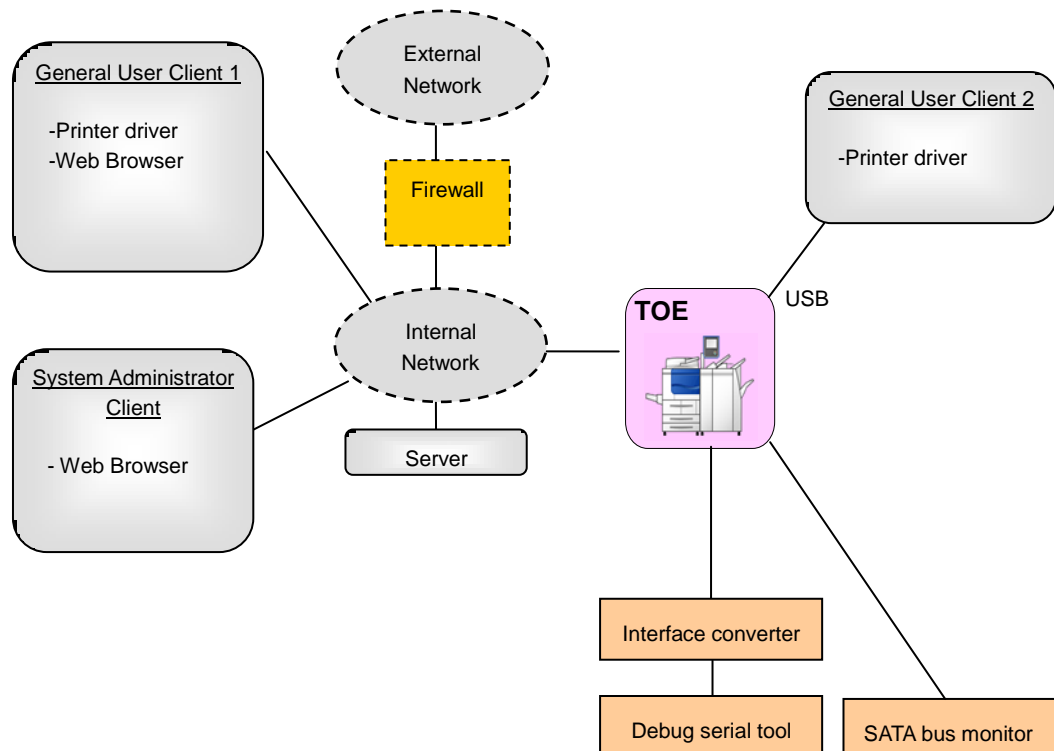 General User Client 1
-Printer driver
-Web Browser
External
Network
General User Client 2
-Printer driver
Firewall
USB
TOE
Internal
Network
System Administrator
Client
- Web Browser
Server
Interface converter
Debug serial tool
SATA bus monitor